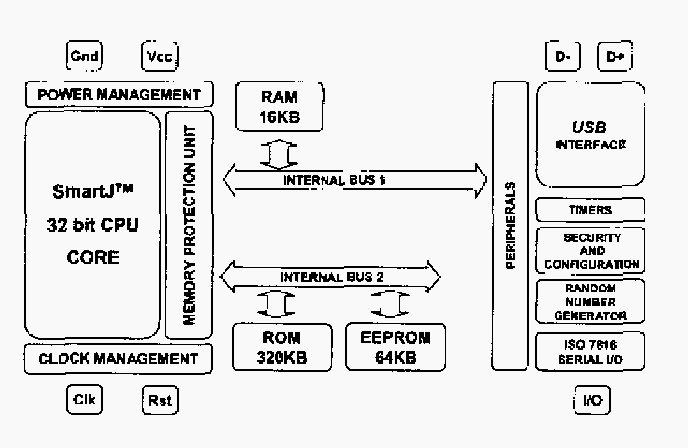 Gnd
Vcc
D-
D+
POWER MANAGEMENT
RAM
16KB
USB
INTERFACE
SmartJ™
32 bit CPU
CORE
MEMORY PROTECTION UNIT
INTERNAL BUS 1
PERIPHERALS
TIMERS
SECURITY
AND
CONFIGURATION
INTERNAL BUS 2
RANDOM
NUMBER
GENERATOR
ROM
320KB
EEPROM
64KB
ISO 7816
SERIAL I/O
CLOCK MANAGEMENT
Clk
Rst
I/O